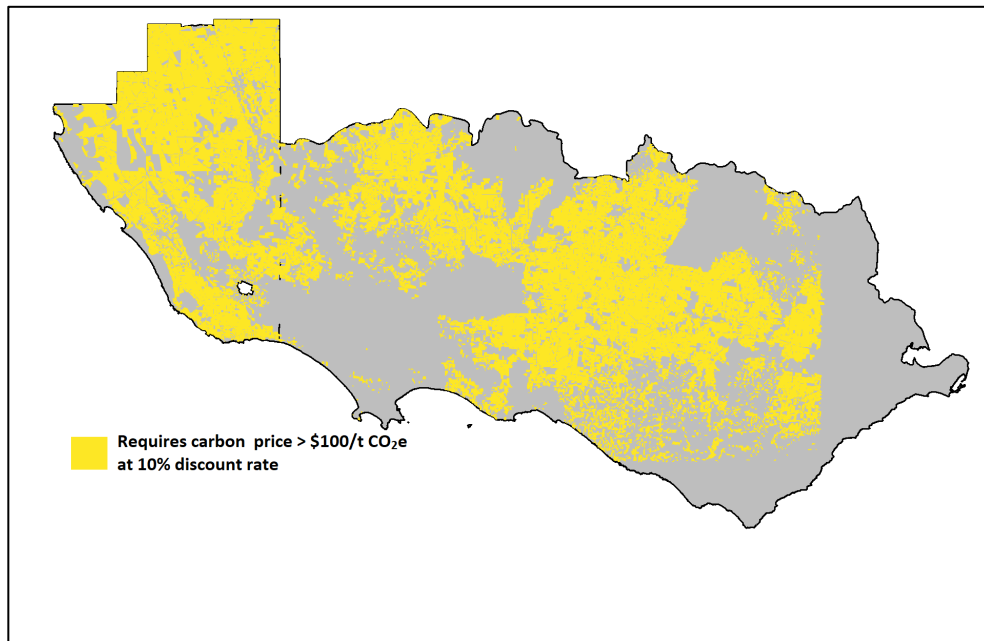 Requires carbon price > $100/t CO₂e
at 10% discount rate